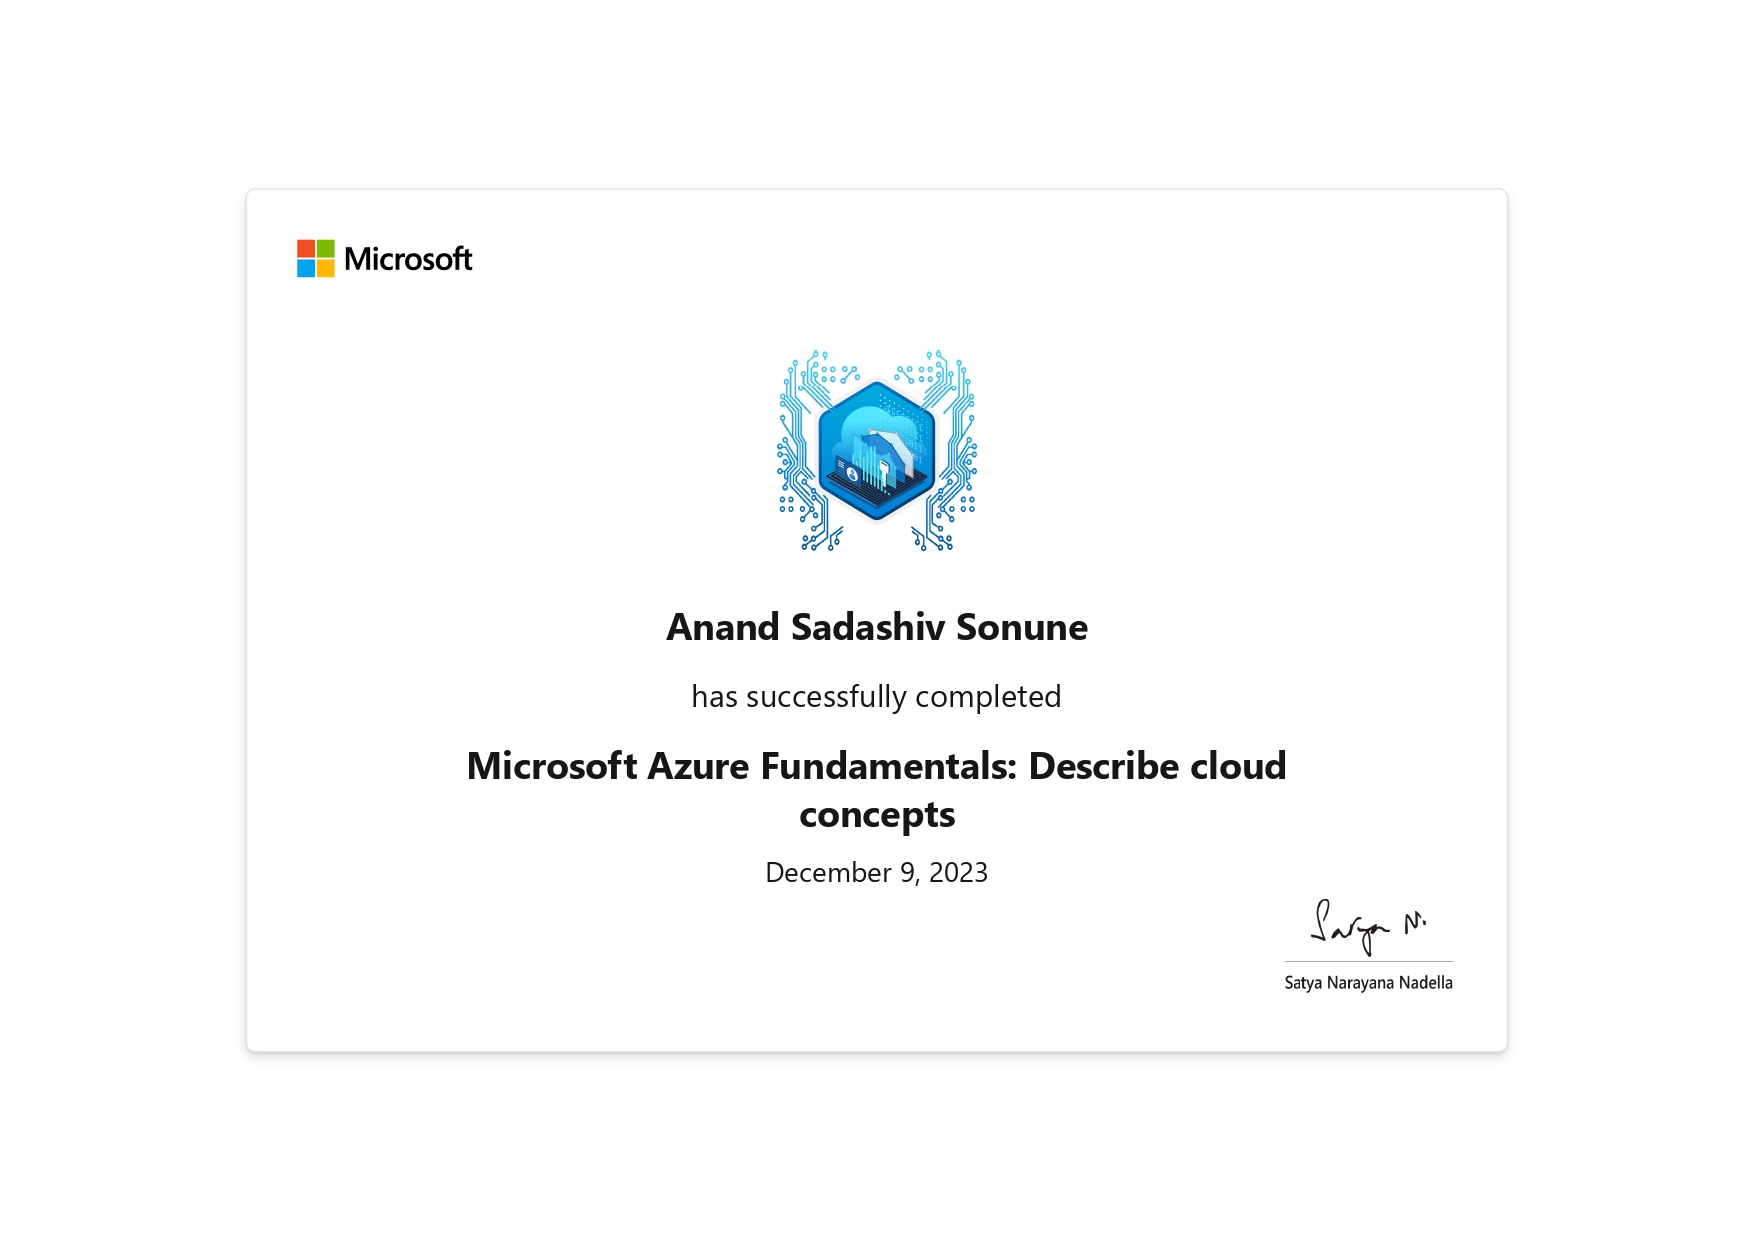 Microsoft
Anand Sadashiv Sonune
has successfully completed
Microsoft Azure Fundamentals: Describe cloud
concepts
December 9, 2023
Satya N.
Satya Narayana Nadella